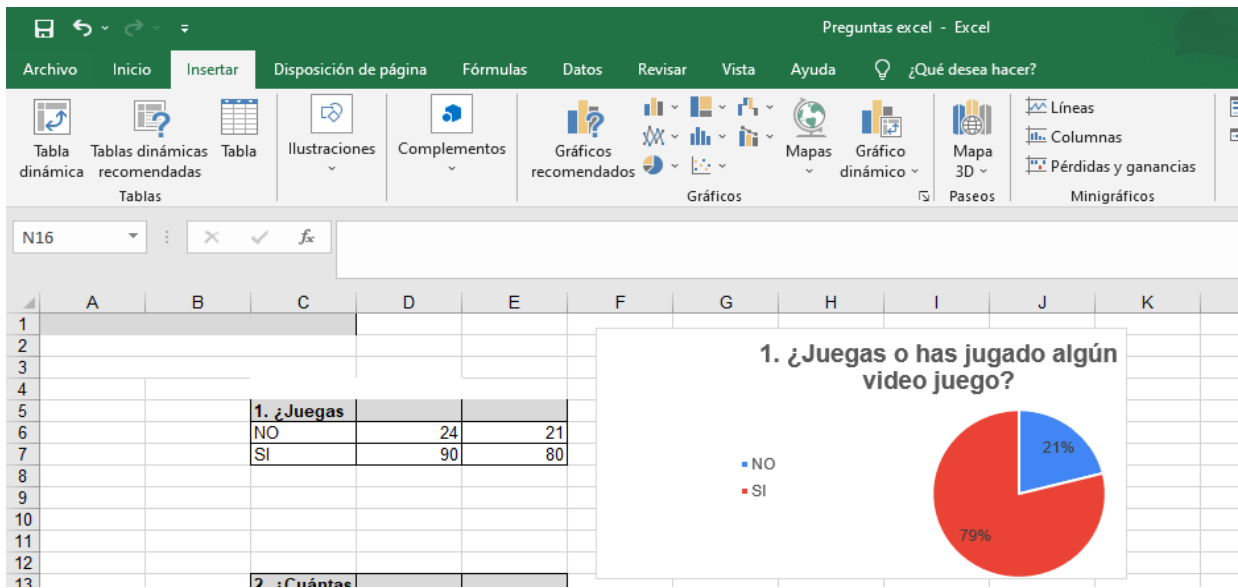 Preguntas excel - Excel
Archivo Inicio Insertar Disposición de página Fórmulas Datos Revisar Vista Ayuda ¿Qué desea hacer?
Tabla dinámica
Tablas dinámicas recomendadas
Tabla
Tablas
Ilustraciones
Complementos
Gráficos recomendados
Mapas
Gráfico dinámico
Gráficos
Mapa 3D
Paseos
Líneas
Columnas
Pérdidas y ganancias
Minigráficos
N16 fx
A B C D E F G H I J K
1
2
3
4
5 1. ¿Juegas
6 NO 24 21
7 SI 90 80
8
9
10
11
12
13 2. ¿Cuántas
1. ¿Juegas o has jugado algún
video juego?
NO
SI
21%
79%